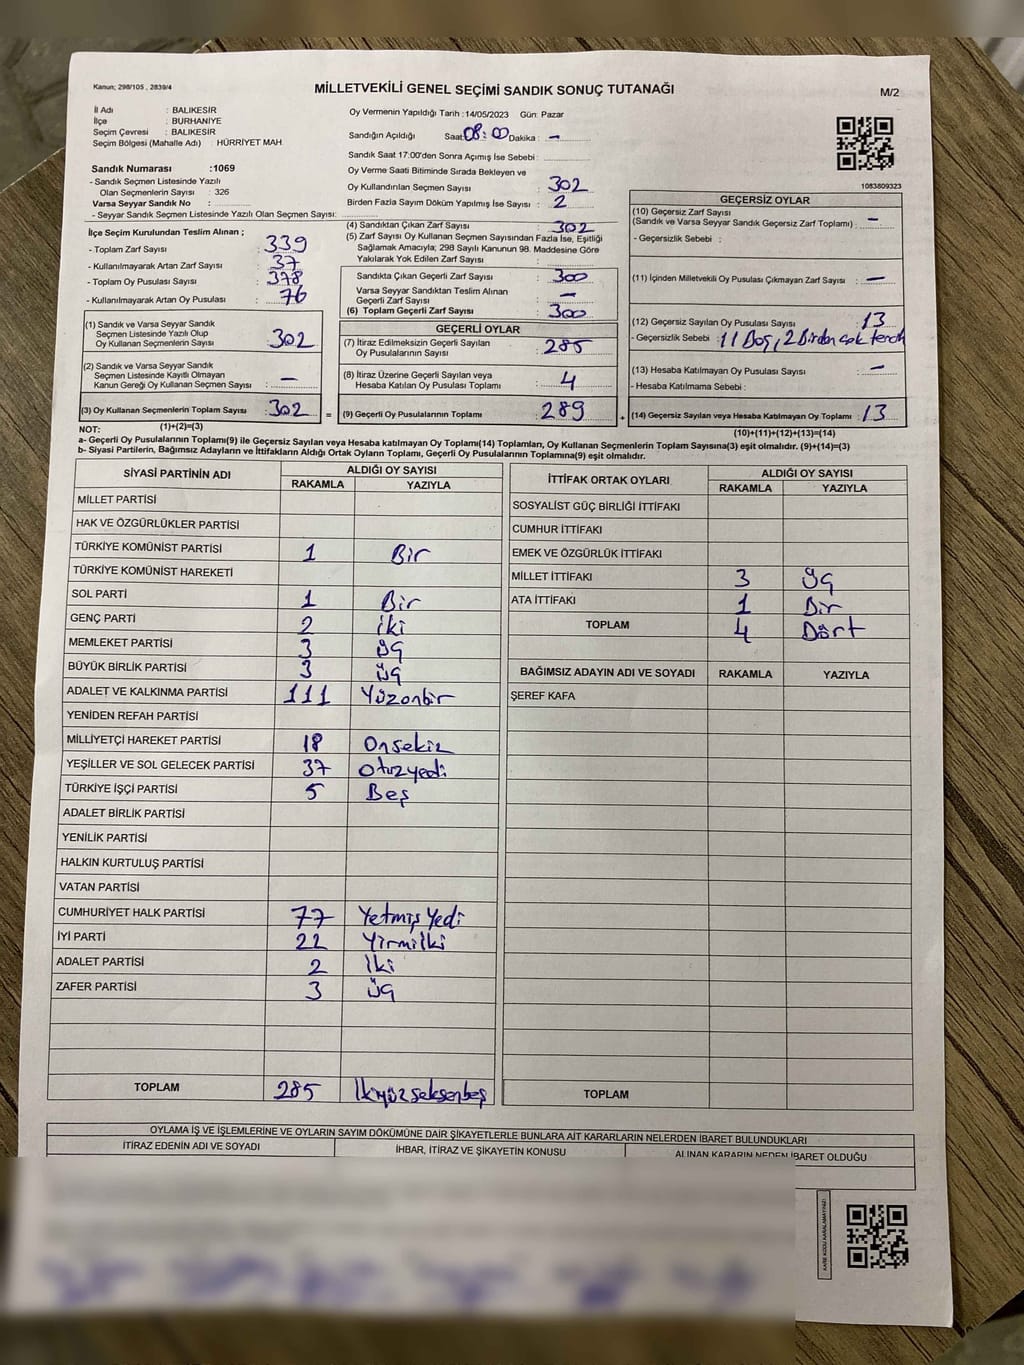 Kanun; 298/105 , 2839/4
MİLLETVEKİLİ GENEL SEÇİMİ SANDIK SONUÇ TUTANAĞI
M/2
İl Adı : BALIKESİR
İlçe : BURHANİYE
Seçim Çevresi : BALIKESİR
Seçim Bölgesi (Mahalle Adı) : HÜRRİYET MAH
Sandık Numarası :1069
- Sandık Seçmen Listesinde Yazılı
Olan Seçmenlerin Sayısı : 326
Varsa Seyyar Sandık No :
- Seyyar Sandık Seçmen Listesinde Yazılı Olan Seçmen Sayısı:
Oy Vermenin Yapıldığı Tarih : 14/05/2023 Gün: Pazar
Sandığın Açıldığı Saat: 08:00 Dakika : -
Sandık Saat 17:00'den Sonra Açımış İse Sebebi :
Oy Verme Saati Bitiminde Sırada Bekleyen ve
Oy Kullandırılan Seçmen Sayısı : 302
Birden Fazla Sayım Döküm Yapılmış İse Sayısı : 2
1083809323
İlçe Seçim Kurulundan Teslim Alınan ;
- Toplam Zarf Sayısı : 339
- Kullanılmayarak Artan Zarf Sayısı : 37
- Toplam Oy Pusulası Sayısı : 378
- Kullanılmayarak Artan Oy Pusulası : 76
(1) Sandık ve Varsa Seyyar Sandık
Seçmen Listesinde Yazılı Olup
Oy Kullanan Seçmenlerin Sayısı : 302
(2) Sandık ve Varsa Seyyar Sandık
Seçmen Listesinde Kayıtlı Olmayan
Kanun Gereği Oy Kullanan Seçmen Sayısı : -
(3) Oy Kullanan Seçmenlerin Toplam Sayısı : 302 =
(1)+(2)=(3)
(4) Sandıktan Çıkan Zarf Sayısı : 302
(5) Zarf Sayısı Oy Kullanan Seçmen Sayısından Fazla İse, Eşitliği
Sağlamak Amacıyla; 298 Sayılı Kanunun 98. Maddesine Göre
Yakılarak Yok Edilen Zarf Sayısı :
Sandıkta Çıkan Geçerli Zarf Sayısı : 300
Varsa Seyyar Sandıktan Teslim Alınan
Geçerli Zarf Sayısı : -
(6) Toplam Geçerli Zarf Sayısı : 300
GEÇERLİ OYLAR
(7) İtiraz Edilmeksizin Geçerli Sayılan
Oy Pusulalarının Sayısı : 285
(8) İtiraz Üzerine Geçerli Sayılan ve
Hesaba Katılan Oy Pusulası Toplamı : 4
(9) Geçerli Oy Pusulalarının Toplamı : 289 +
GEÇERSİZ OYLAR
(10) Geçersiz Zarf Sayısı
(Sandık ve Varsa Seyyar Sandık Geçersiz Zarf Toplamı) : -
- Geçersizlik Sebebi :
(11) İçinden Milletvekili Oy Pusulası Çıkmayan Zarf Sayısı : -
(12) Geçersiz Sayılan Oy Pusulası Sayısı : 13
- Geçersizlik Sebebi : 11 Boş, 2 Birden çok tercih
(13) Hesaba Katılmayan Oy Pusulası Sayısı : -
- Hesaba Katılmama Sebebi :
(14) Geçersiz Sayılan veya Hesaba Katılmayan Oy Toplamı : 13
(10)+(11)+(12)+(13)=(14)
NOT:
a- Geçerli Oy Pusulalarının Toplamı(9) ile Geçersiz Sayılan veya Hesaba katılmayan Oy Toplamı(14) Toplamları, Oy Kullanan Seçmenlerin Toplam Sayısına(3) eşit olmalıdır. (9)+(14)=(3)
b- Siyasi Partilerin, Bağımsız Adayların ve İttifakların Aldığı Ortak Oyların Toplamı, Geçerli Oy Pusulalarının Toplamına(9) eşit olmalıdır.
SİYASİ PARTİNİN ADI ALDIĞI OY SAYISI
RAKAMLA YAZIYLA
MİLLET PARTİSİ
HAK VE ÖZGÜRLÜKLER PARTİSİ
TÜRKİYE KOMÜNİST PARTİSİ 1 Bir
TÜRKİYE KOMÜNİST HAREKETİ
SOL PARTİ 1 Bir
GENÇ PARTİ 2 iki
MEMLEKET PARTİSİ 3 üç
BÜYÜK BİRLİK PARTİSİ 3 üç
ADALET VE KALKINMA PARTİSİ 111 Yüzonbir
YENİDEN REFAH PARTİSİ
MİLLİYETÇİ HAREKET PARTİSİ 18 Onsekiz
YEŞİLLER VE SOL GELECEK PARTİSİ 37 otuzyedi
TÜRKİYE İŞÇİ PARTİSİ 5 Beş
ADALET BİRLİK PARTİSİ
YENİLİK PARTİSİ
HALKIN KURTULUŞ PARTİSİ
VATAN PARTİSİ
CUMHURİYET HALK PARTİSİ 77 Yetmiş Yedi
İYİ PARTİ 22 Yirmiİki
ADALET PARTİSİ 2 İki
ZAFER PARTİSİ 3 üç
TOPLAM 285 İkiyüzseksenbeş
İTTİFAK ORTAK OYLARI ALDIĞI OY SAYISI
RAKAMLA YAZIYLA
SOSYALİST GÜÇ BİRLİĞİ İTTİFAKI
CUMHUR İTTİFAKI
EMEK VE ÖZGÜRLÜK İTTİFAKI
MİLLET İTTİFAKI 3 üç
ATA İTTİFAKI 1 Bir
TOPLAM 4 Dört
BAĞIMSIZ ADAYIN ADI VE SOYADI RAKAMLA YAZIYLA
ŞEREF KAFA
TOPLAM
OYLAMA İŞ VE İŞLEMLERİNE VE OYLARIN SAYIM DÖKÜMÜNE DAİR ŞİKAYETLERLE BUNLARA AİT KARARLARIN NELERDEN İBARET BULUNDUKLARI
İTİRAZ EDENİN ADI VE SOYADI İHBAR, İTİRAZ VE ŞİKAYETİN KONUSU ALINAN KARARIN NEDEN İBARET OLDUĞU
KARE KODU KARALAMAYINIZ!